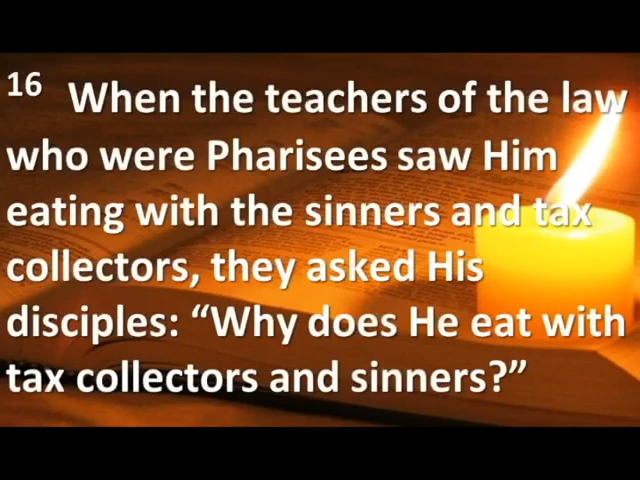 16 When the teachers of the law
who were Pharisees saw Him
eating with the sinners and tax
collectors, they asked His
disciples: “Why does He eat with
tax collectors and sinners?”